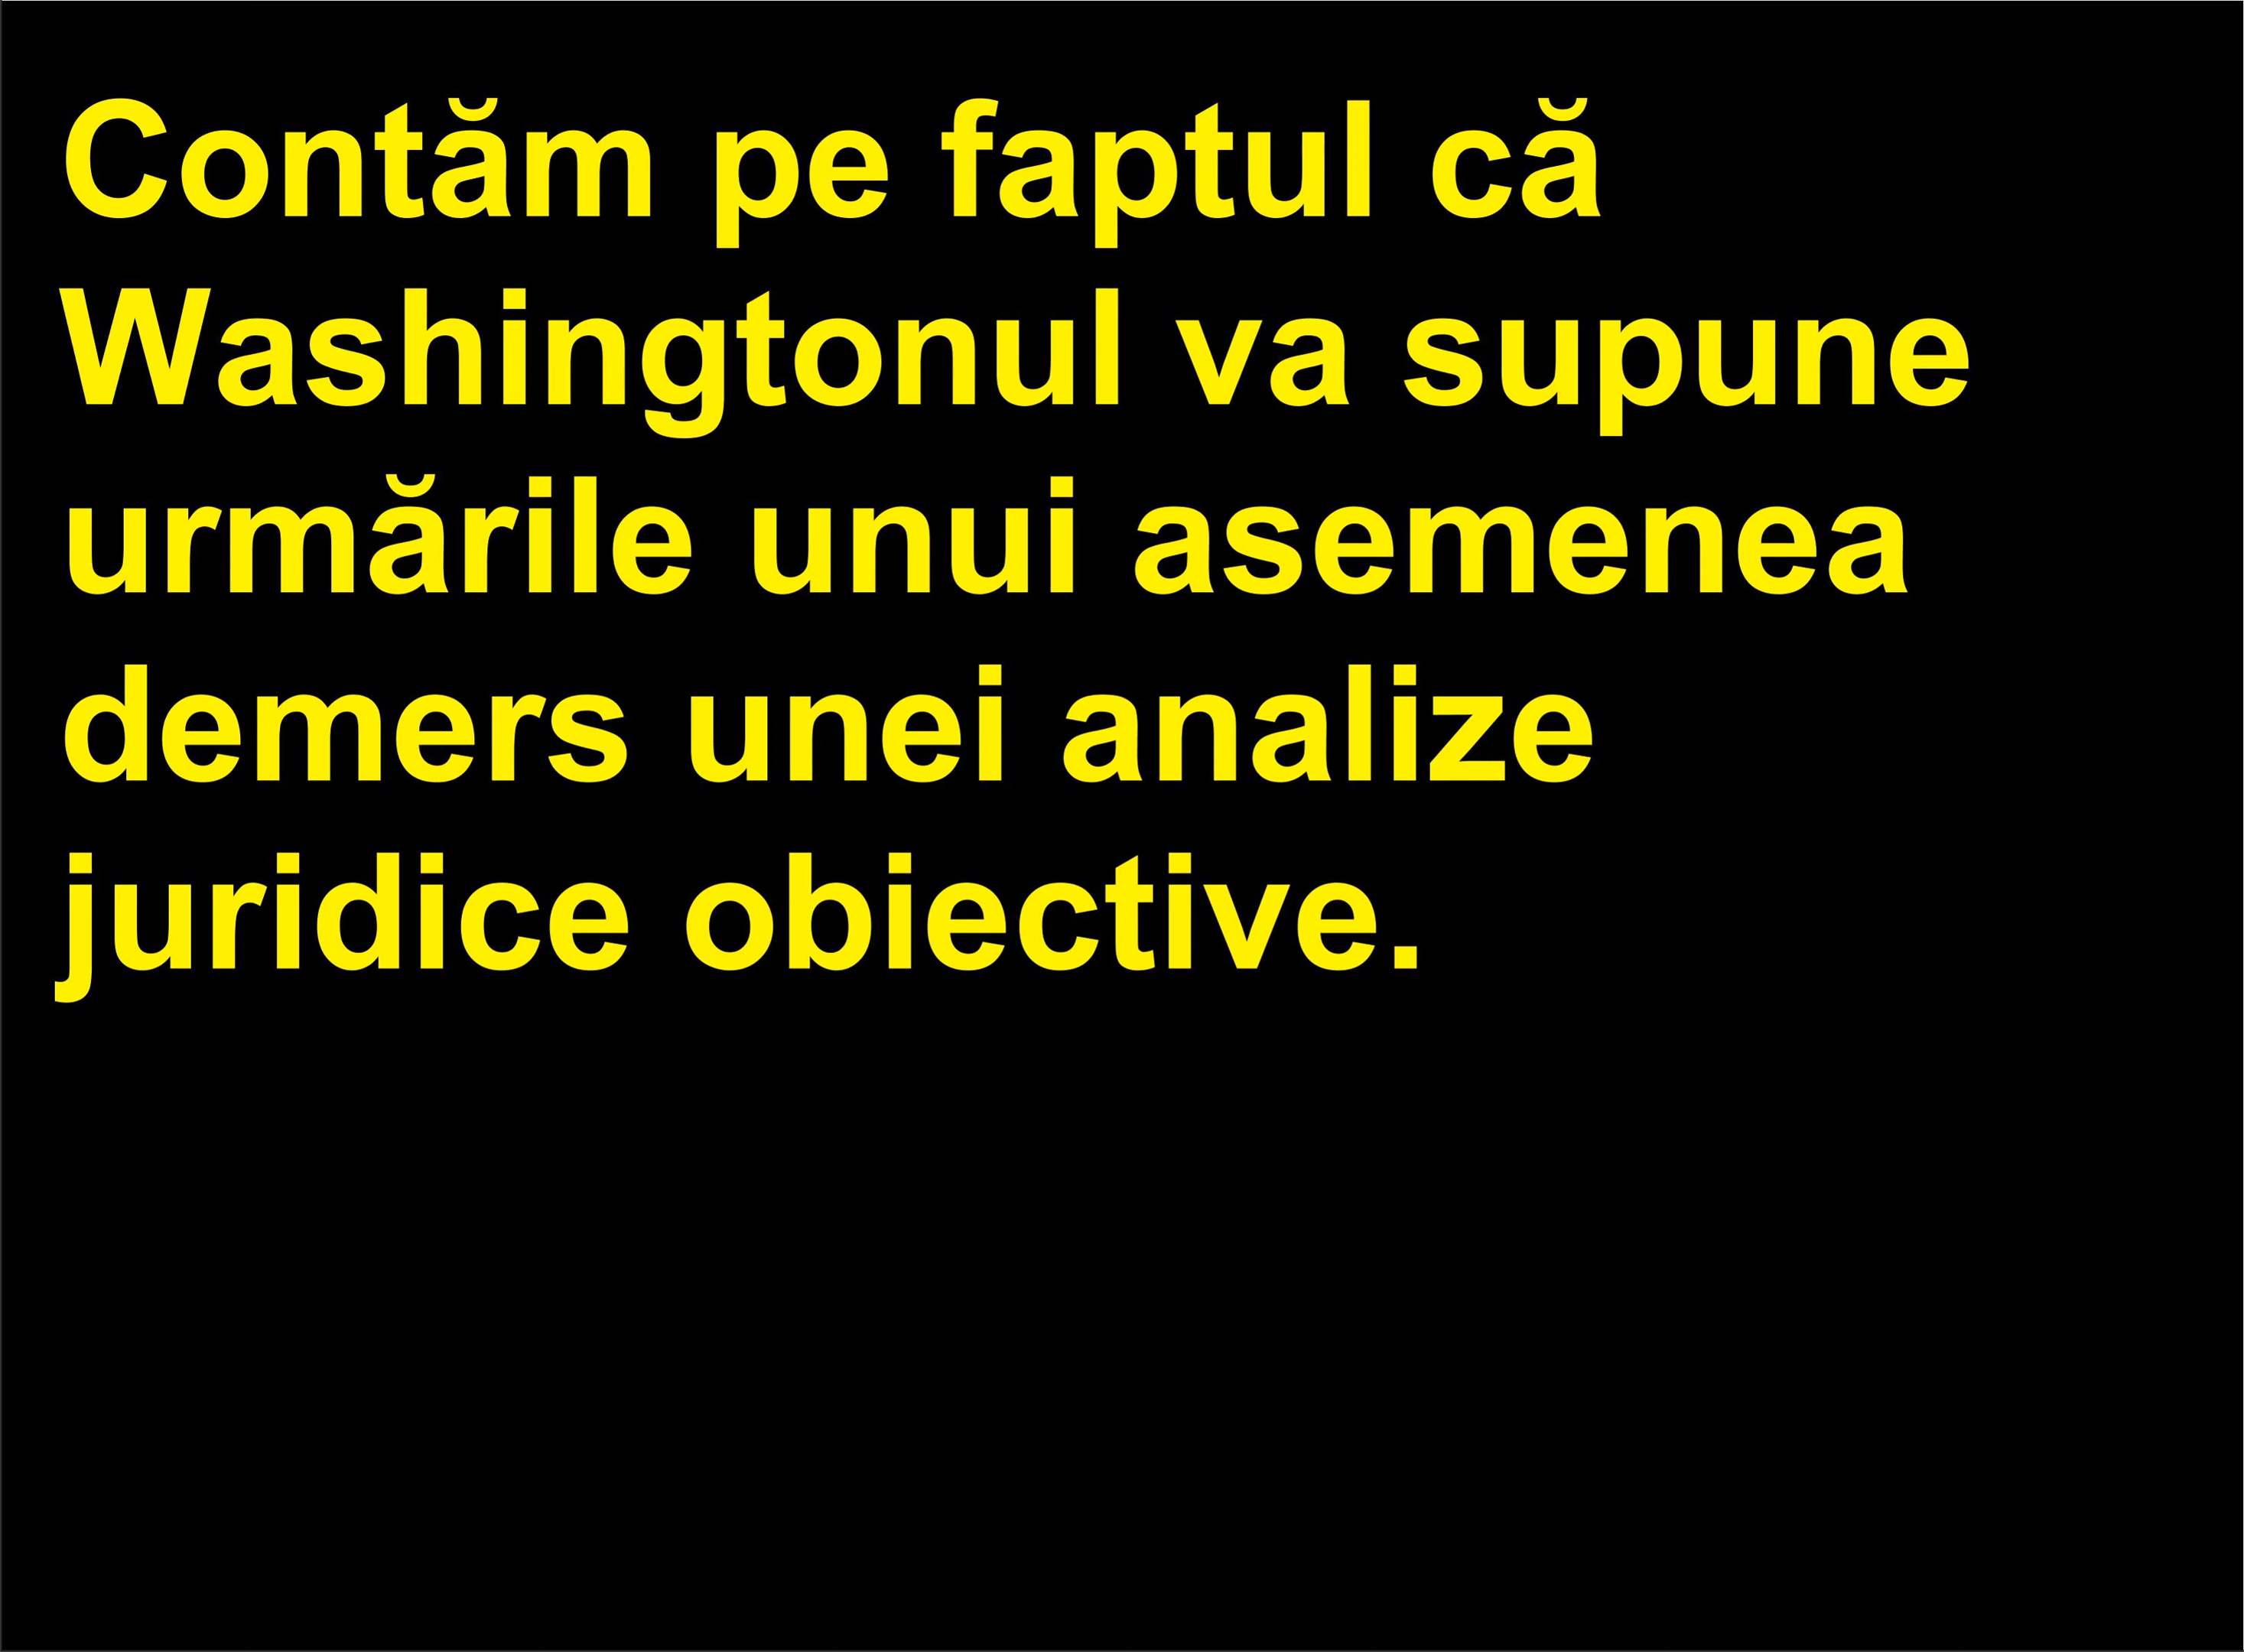 Contăm pe faptul că
Washingtonul va supune
urmările unui asemenea
demers unei analize
juridice obiective.